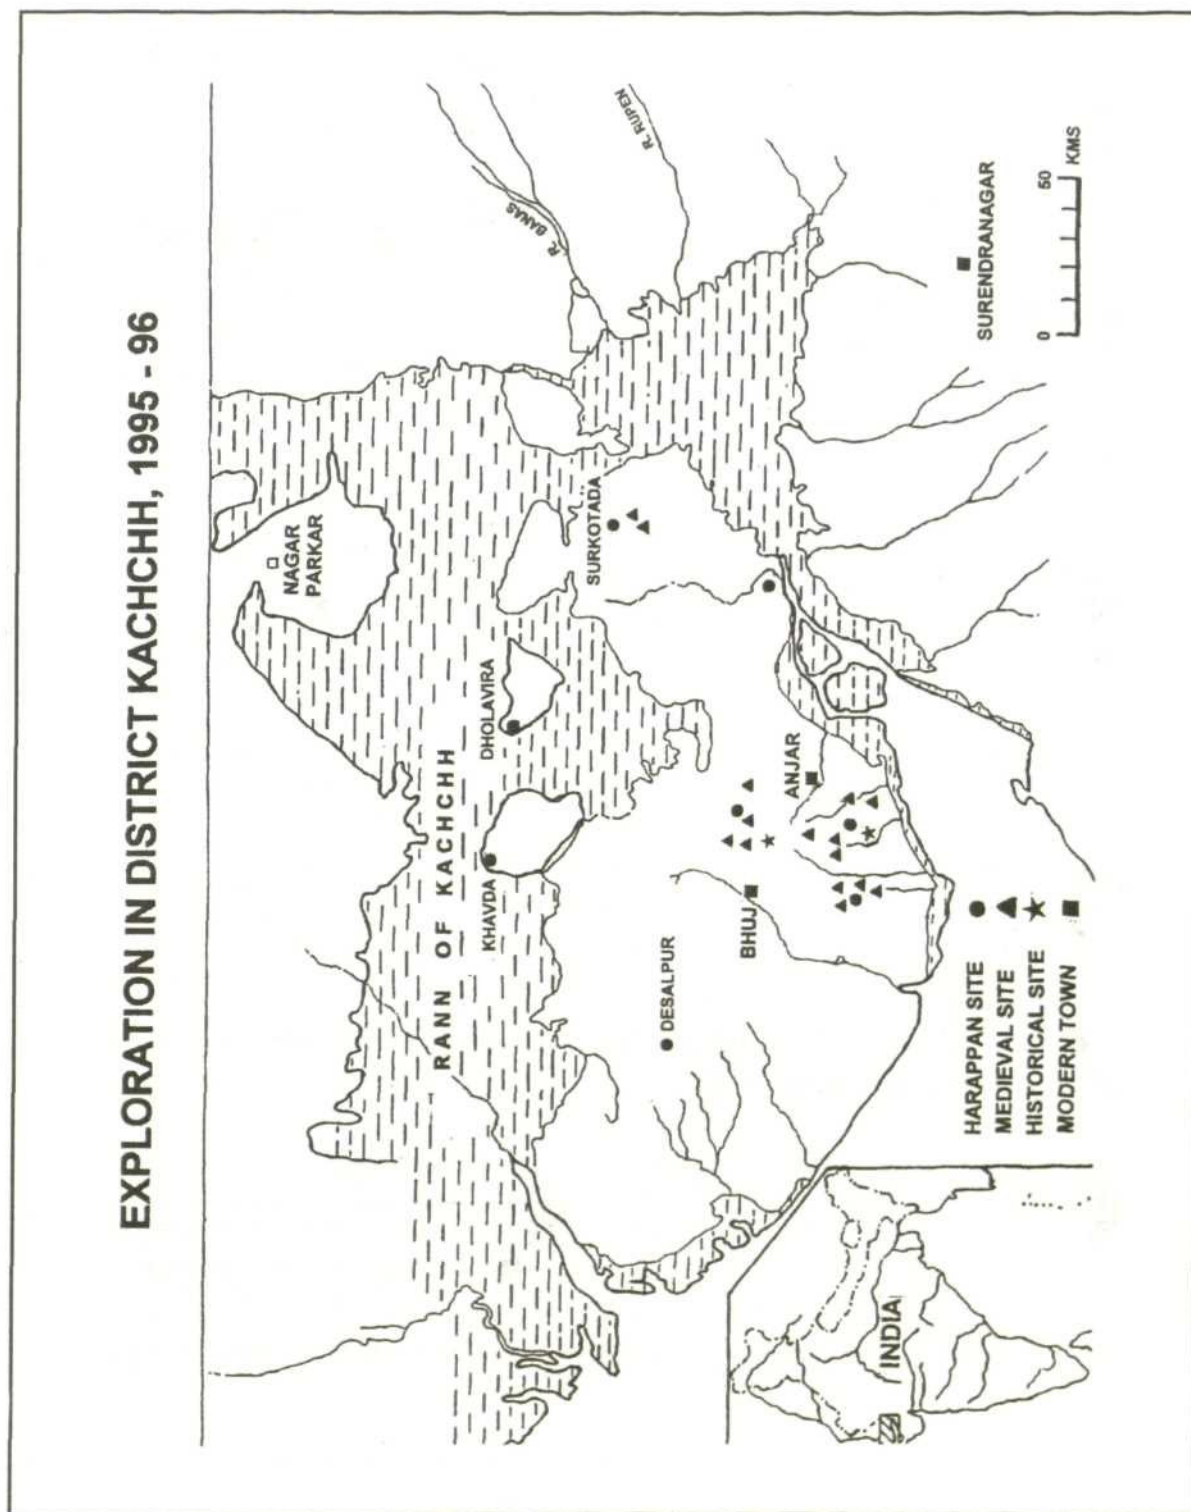 EXPLORATION IN DISTRICT KACHCHH, 1995 - 96
NAGAR
PARKAR
R. BANAS
R. RUPEN
RANN OF KACHCHH
KHAVDA
DHOLAVIRA
SURKOTADA
DESALPUR
BHUJ
ANJAR
SURENDRANAGAR
0 50
KMS
HARAPPAN SITE
MEDIEVAL SITE
HISTORICAL SITE
MODERN TOWN
INDIA